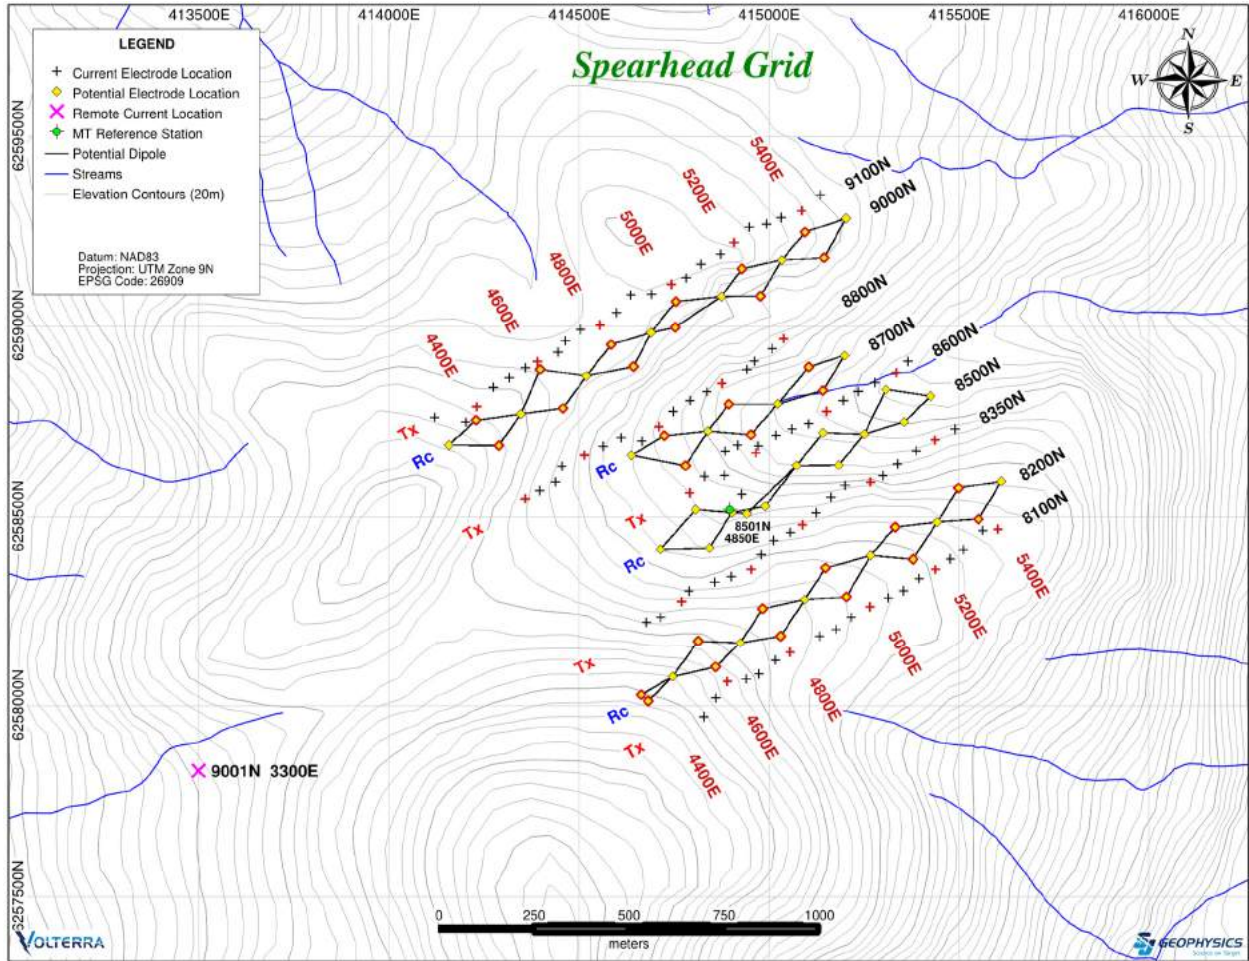 413500E 414000E 414500E 415000E 415500E 416000E
LEGEND
Current Electrode Location
Potential Electrode Location
Remote Current Location
MT Reference Station
Potential Dipole
Streams
Elevation Contours (20m)
Datum: NAD83
Projection: UTM Zone 9N
EPSG Code: 26909
Spearhead Grid
N
W E
S
6259500N
6259000N
6258500N
6258000N
6257500N
5400E
5200E
5000E
4800E
4600E
4400E
9100N
9000N
8800N
8700N
8600N
8500N
8350N
8200N
8100N
Tx
Rc
Tx
Rc
Tx
Rc
8501N
4850E
Tx
Rc
Tx
5400E
5200E
5000E
4800E
4600E
4400E
9001N 3300E
0 250 500 750 1000
meters
VOLTERRA
GEOPHYSICS